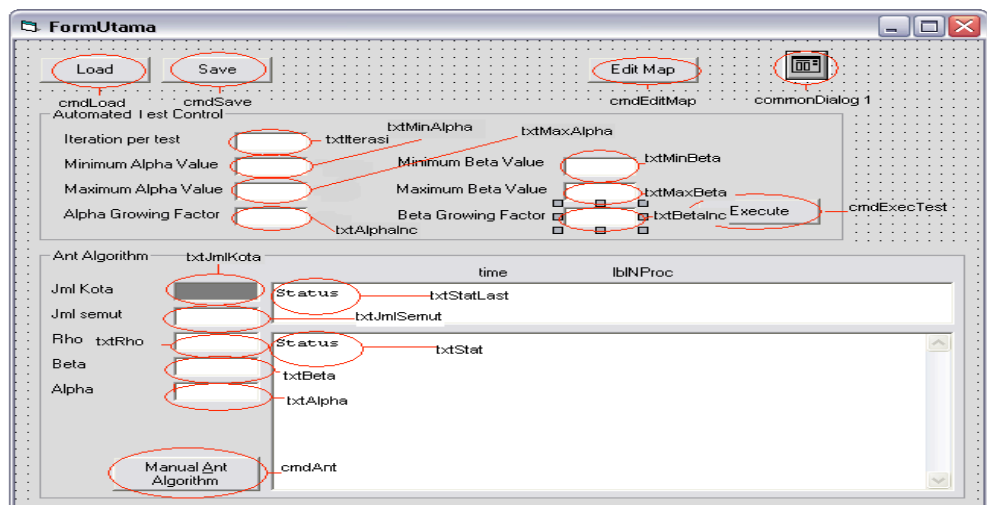 FormUtama
Load Save Edit Map
cmdLoad cmdSave cmdEditMap commonDialog 1
Automated Test Control
txtMinAlpha txtMaxAlpha
Iteration per test txtIterasi
Minimum Alpha Value Minimum Beta Value txtMinBeta
Maximum Alpha Value Maximum Beta Value txtMaxBeta
Alpha Growing Factor Beta Growing Factor txtBetaInc Execute cmdExecTest
txtAlphaInc
Ant Algorithm txtJmlKota
time lblNProc
Jml Kota Status txtStatLast
Jml semut txtJmlSemut
Rho txtRho Status txtStat
Beta txtBeta
Alpha txtAlpha
Manual Ant cmdAnt
Algorithm